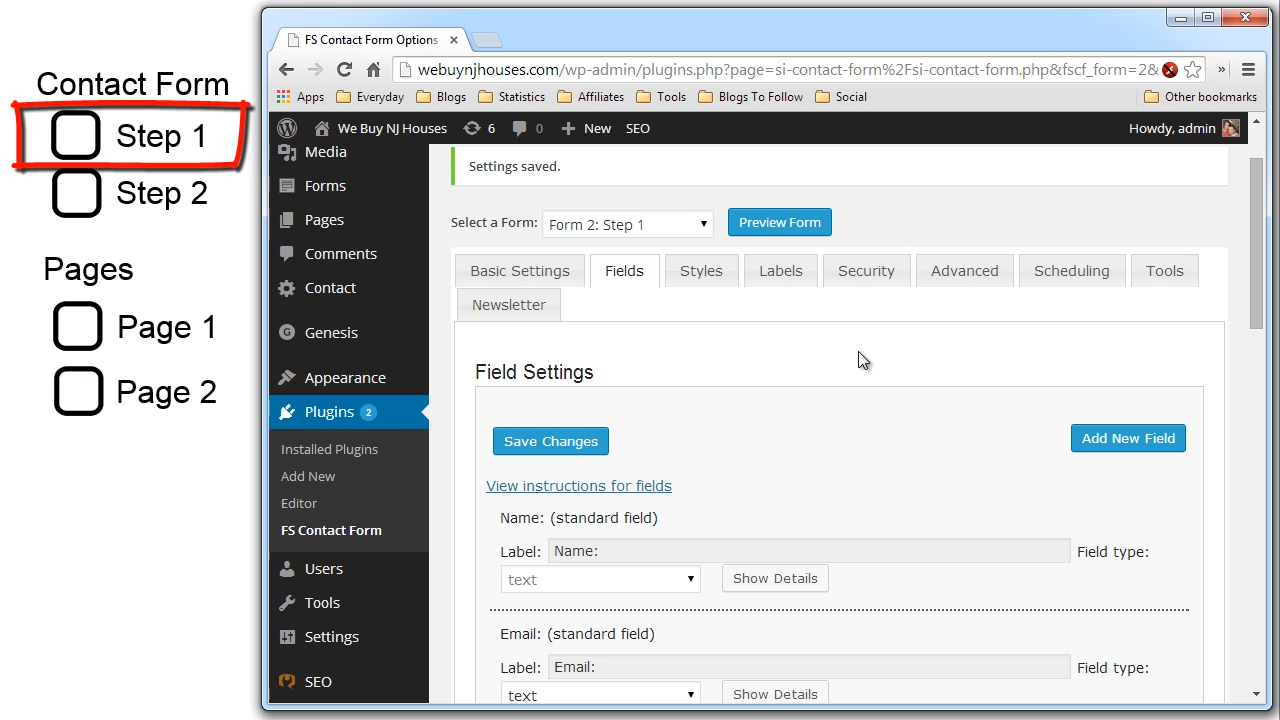 Contact Form
Step 1
Step 2
Pages
Page 1
Page 2
FS Contact Form Options
webuynjhouses.com/wp-admin/plugins.php?page=si-contact-form%2Fsi-contact-form.php&fscf_form=2&
Apps Everyday Blogs Statistics Affiliates Tools Blogs To Follow Social Other bookmarks
We Buy NJ Houses 6 0 New SEO Howdy, admin
Media
Forms
Pages
Comments
Contact
Genesis
Appearance
Plugins 2
Installed Plugins
Add New
Editor
FS Contact Form
Users
Tools
Settings
SEO
Settings saved.
Select a Form: Form 2: Step 1 Preview Form
Basic Settings Fields Styles Labels Security Advanced Scheduling Tools
Newsletter
Field Settings
Save Changes Add New Field
View instructions for fields
Name: (standard field)
Label: Name: Field type:
text Show Details
Email: (standard field)
Label: Email: Field type:
text Show Details